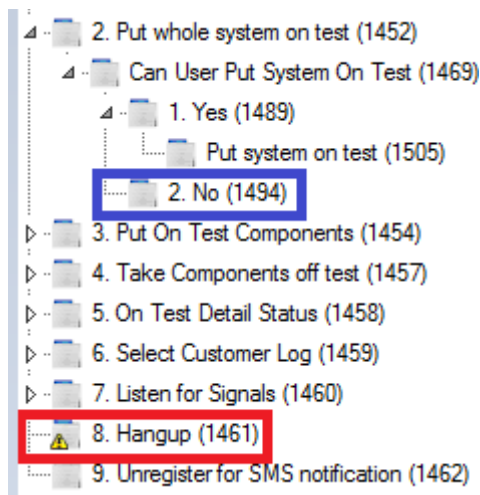 2. Put whole system on test (1452)
Can User Put System On Test (1469)
1. Yes (1489)
Put system on test (1505)
2. No (1494)
3. Put On Test Components (1454)
4. Take Components off test (1457)
5. On Test Detail Status (1458)
6. Select Customer Log (1459)
7. Listen for Signals (1460)
8. Hangup (1461)
9. Unregister for SMS notification (1462)